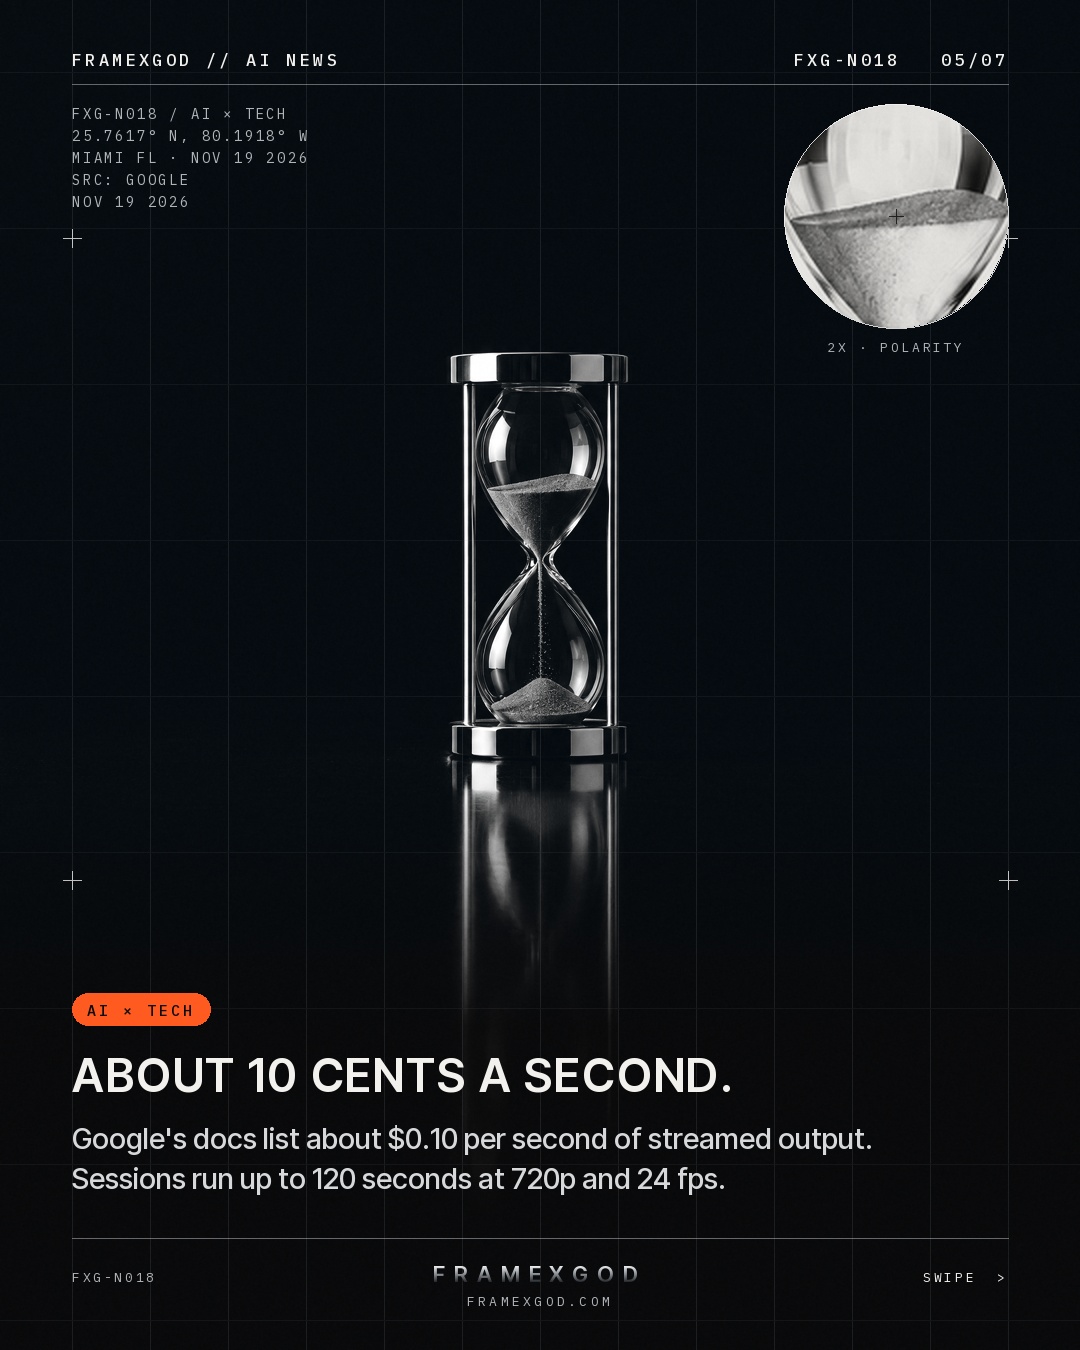 FRAMEXGOD // AI NEWS
FXG-N018 05/07
FXG-N018 / AI × TECH
25.7617° N, 80.1918° W
MIAMI FL · NOV 19 2026
SRC: GOOGLE
NOV 19 2026
2X · POLARITY
AI × TECH
ABOUT 10 CENTS A SECOND.
Google's docs list about $0.10 per second of streamed output.
Sessions run up to 120 seconds at 720p and 24 fps.
FXG-N018
FRAMEXGOD
SWIPE >
FRAMEXGOD.COM